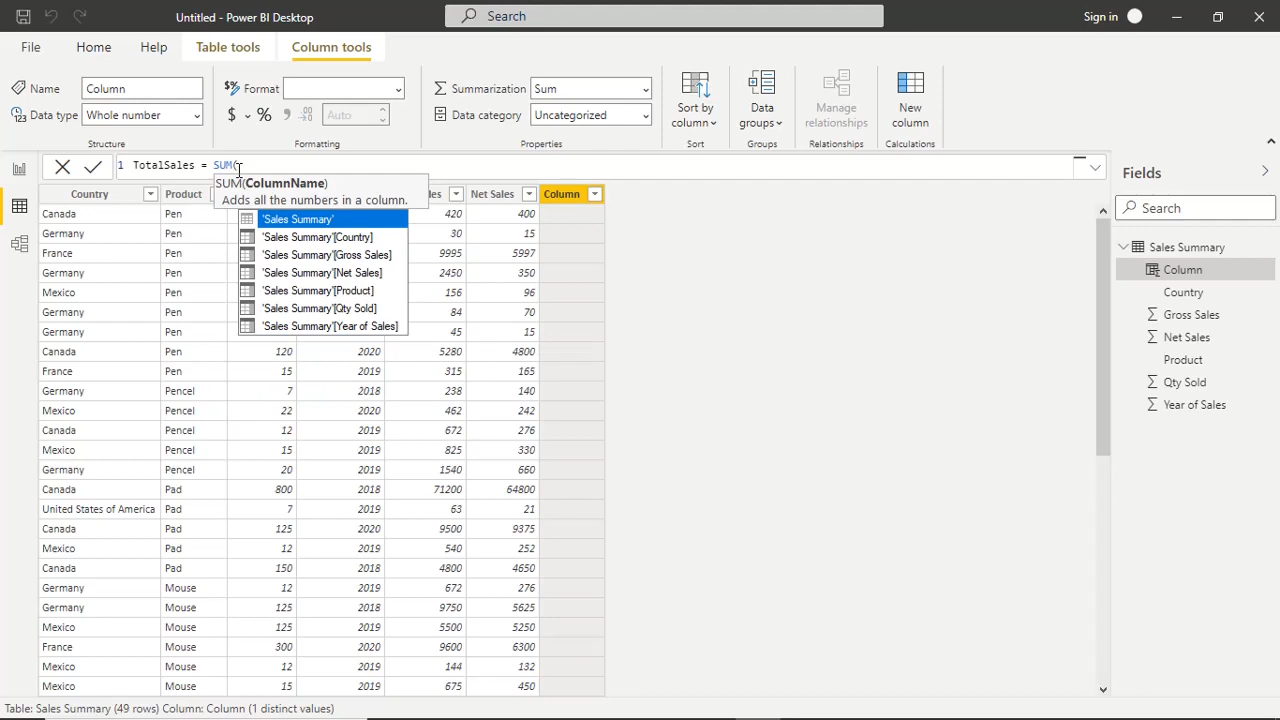 Untitled - Power BI Desktop
Search
Sign in
File
Home
Help
Table tools
Column tools
Name
Column
Format
Summarization
Sum
Data type
Whole number
$
%
Auto
Data category
Uncategorized
Sort by
column
Data
groups
Manage
relationships
New
column
Structure
Formatting
Properties
Sort
Groups
Relationships
Calculations
1 TotalSales = SUM(
SUM(ColumnName)
Adds all the numbers in a column.
'Sales Summary'
'Sales Summary'[Country]
'Sales Summary'[Gross Sales]
'Sales Summary'[Net Sales]
'Sales Summary'[Product]
'Sales Summary'[Qty Sold]
'Sales Summary'[Year of Sales]
Country Product les Net Sales Column
Canada Pen 420 400
Germany Pen 30 15
France Pen 9995 5997
Germany Pen 2450 350
Mexico Pen 156 96
Germany Pen 84 70
Germany Pen 45 15
Canada Pen 120 2020 5280 4800
France Pen 15 2019 315 165
Germany Pencel 7 2018 238 140
Mexico Pencel 22 2020 462 242
Canada Pencel 12 2019 672 276
Mexico Pencel 15 2019 825 330
Germany Pencel 20 2019 1540 660
Canada Pad 800 2018 71200 64800
United States of America Pad 7 2019 63 21
Canada Pad 125 2020 9500 9375
Mexico Pad 12 2019 540 252
Canada Pad 150 2018 4800 4650
Germany Mouse 12 2019 672 276
Germany Mouse 125 2018 9750 5625
Mexico Mouse 125 2019 5500 5250
France Mouse 300 2020 9600 6300
Mexico Mouse 12 2019 144 132
Mexico Mouse 15 2019 675 450
Fields
Search
Sales Summary
Column
Country
Gross Sales
Net Sales
Product
Qty Sold
Year of Sales
Table: Sales Summary (49 rows) Column: Column (1 distinct values)